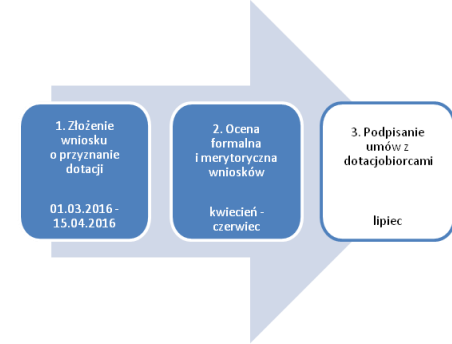 1. Złożenie
wniosku
o przyznanie
dotacji
01.03.2016 -
15.04.2016
2. Ocena
formalna
i merytoryczna
wniosków
kwiecień -
czerwiec
3. Podpisanie
umów z
dotacjobiorcami
lipiec